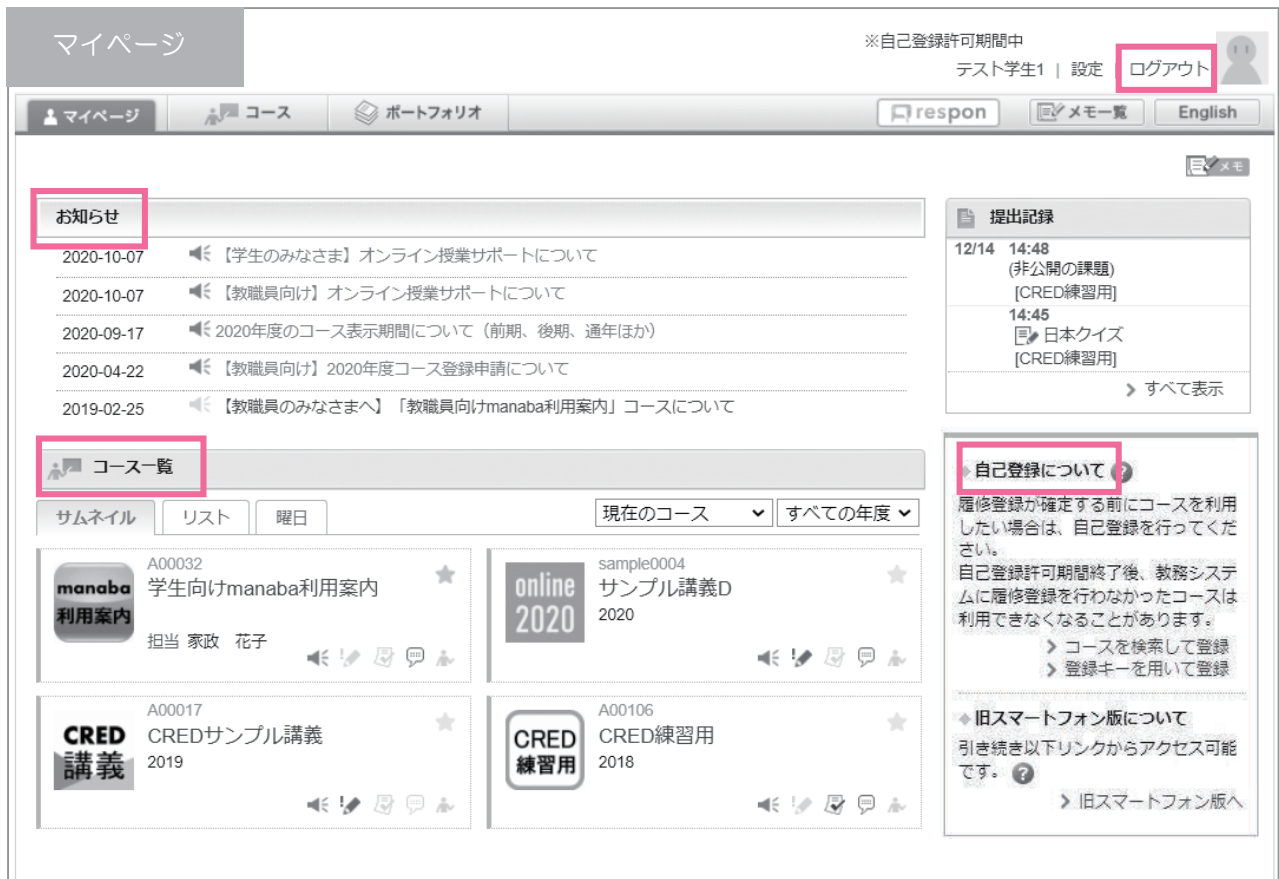 マイページ
※自己登録許可期間中
テスト学生1 | 設定 | ログアウト
マイページ
コース
ポートフォリオ
respon
メモ一覧
English
メモ
お知らせ
2020-10-07 【学生のみなさま】オンライン授業サポートについて
2020-10-07 【教職員向け】オンライン授業サポートについて
2020-09-17 2020年度のコース表示期間について（前期、後期、通年ほか）
2020-04-22 【教職員向け】2020年度コース登録申請について
2019-02-25 【教職員のみなさまへ】「教職員向けmanaba利用案内」コースについて
提出記録
12/14 14:48
(非公開の課題)
[CRED練習用]
14:45
日本クイズ
[CRED練習用]
すべて表示
コース一覧
サムネイル
リスト
曜日
現在のコース
すべての年度
manaba
利用案内
A00032
学生向けmanaba利用案内
担当 家政 花子
online
2020
sample0004
サンプル講義D
2020
CRED
講義
A00017
CREDサンプル講義
2019
CRED
練習用
A00106
CRED練習用
2018
自己登録について ?
履修登録が確定する前にコースを利用
したい場合は、自己登録を行ってくだ
さい。
自己登録許可期間終了後、教務システ
ムに履修登録を行わなかったコースは
利用できなくなることがあります。
コースを検索して登録
登録キーを用いて登録
旧スマートフォン版について
引き続き以下リンクからアクセス可能
です。 ?
旧スマートフォン版へ